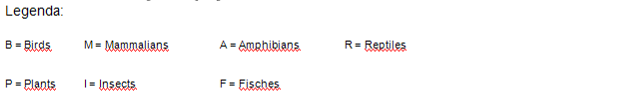 Legenda:
B = Birds M = Mammalians A = Amphibians R = Reptiles
P = Plants I = Insects F = Fisches